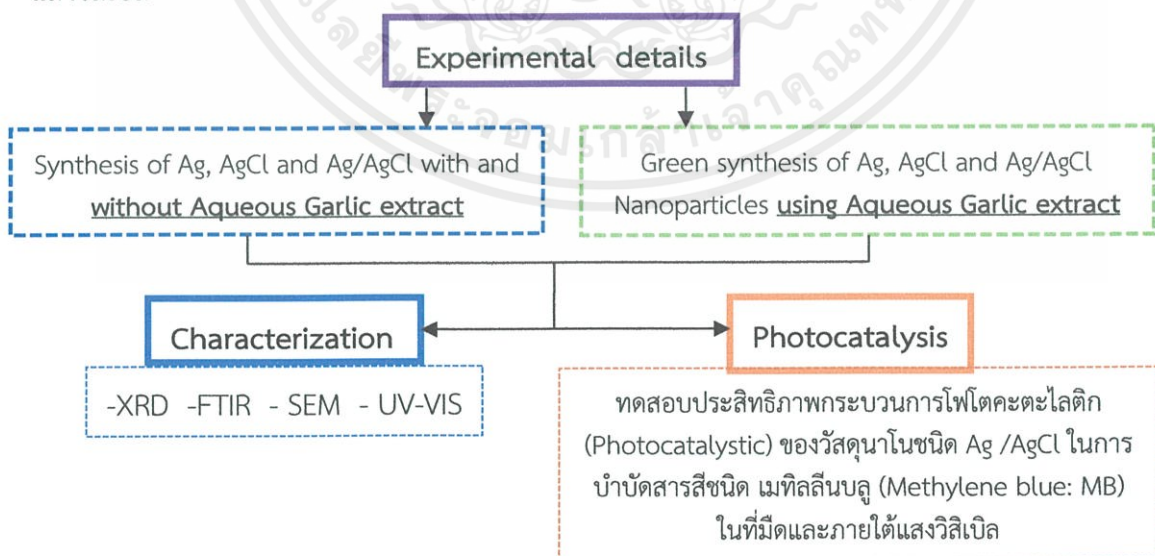 Experimental details
Synthesis of Ag, AgCl and Ag/AgCl with and
without Aqueous Garlic extract
Green synthesis of Ag, AgCl and Ag/AgCl
Nanoparticles using Aqueous Garlic extract
Characterization
-XRD -FTIR - SEM - UV-VIS
Photocatalysis
ทดสอบประสิทธิภาพกระบวนการโฟโตคะตะไลติก
(Photocatalystic) ของวัสดุนาโนชนิด Ag /AgCl ในการ
บำบัดสารสีชนิด เมทิลลีนบลู (Methylene blue: MB)
ในที่มืดและภายใต้แสงวิสิเบิล